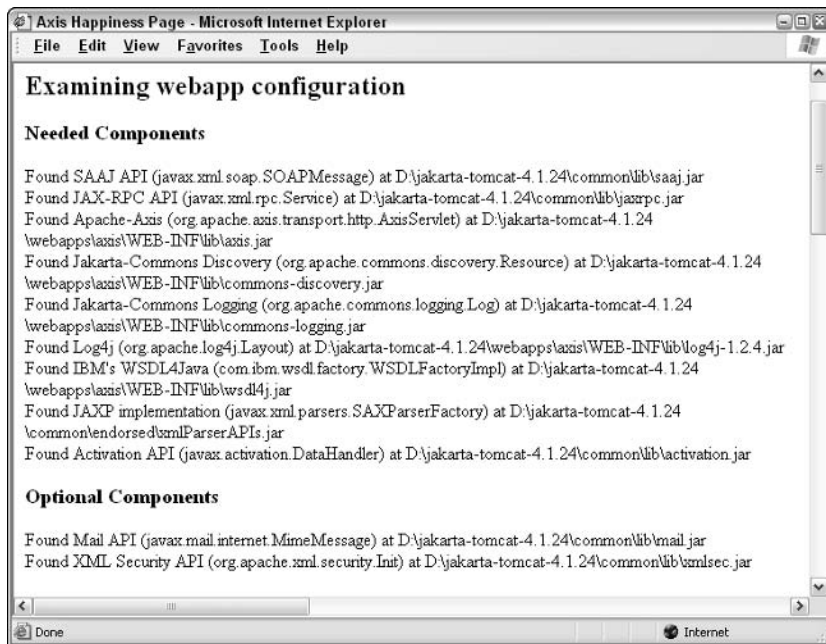 Axis Happiness Page - Microsoft Internet Explorer
File Edit View Favorites Tools Help
Examining webapp configuration
Needed Components
Found SAAJ API (javax.xml.soap.SOAPMessage) at D:\jakarta-tomcat-4.1.24\common\lib\saaj.jar
Found JAX-RPC API (javax.xml.rpc.Service) at D:\jakarta-tomcat-4.1.24\common\lib\jaxrpc.jar
Found Apache-Axis (org.apache.axis.transport.http.AxisServlet) at D:\jakarta-tomcat-4.1.24
\webapps\axis\WEB-INF\lib\axis.jar
Found Jakarta-Commons Discovery (org.apache.commons.discovery.Resource) at D:\jakarta-tomcat-4.1.24
\webapps\axis\WEB-INF\lib\commons-discovery.jar
Found Jakarta-Commons Logging (org.apache.commons.logging.Log) at D:\jakarta-tomcat-4.1.24
\webapps\axis\WEB-INF\lib\commons-logging.jar
Found Log4j (org.apache.log4j.Layout) at D:\jakarta-tomcat-4.1.24\webapps\axis\WEB-INF\lib\log4j-1.2.4.jar
Found IBM's WSDL4Java (com.ibm.wsdl.factory.WSDLFactoryImpl) at D:\jakarta-tomcat-4.1.24
\webapps\axis\WEB-INF\lib\wsdl4j.jar
Found JAXP implementation (javax.xml.parsers.SAXParserFactory) at D:\jakarta-tomcat-4.1.24
\common\endorsed\xmlParserAPIs.jar
Found Activation API (javax.activation.DataHandler) at D:\jakarta-tomcat-4.1.24\common\lib\activation.jar
Optional Components
Found Mail API (javax.mail.internet.MimeMessage) at D:\jakarta-tomcat-4.1.24\common\lib\mail.jar
Found XML Security API (org.apache.xml.security.Init) at D:\jakarta-tomcat-4.1.24\common\lib\xmlsec.jar
Done Internet